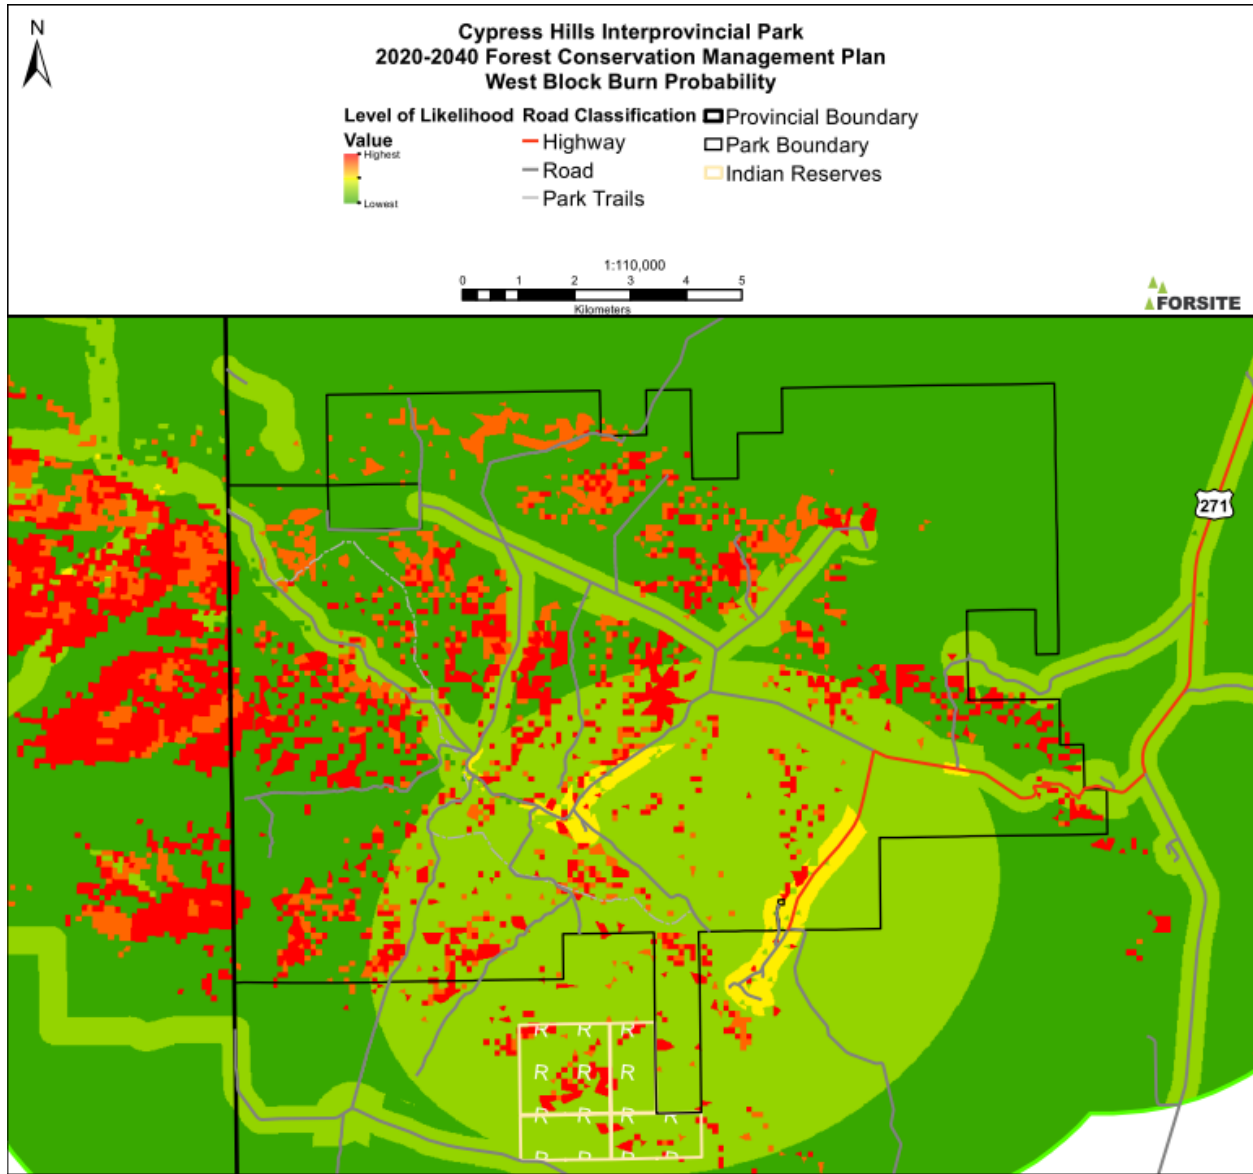 N
Cypress Hills Interprovincial Park
2020-2040 Forest Conservation Management Plan
West Block Burn Probability
Level of Likelihood Road Classification Provincial Boundary
Value Highway Park Boundary
Highest
Road Indian Reserves
Lowest
Park Trails
1:110,000
0 1 2 3 4 5
Kilometers
FORSITE
271
R R R
R R R
R R R R
R R R R